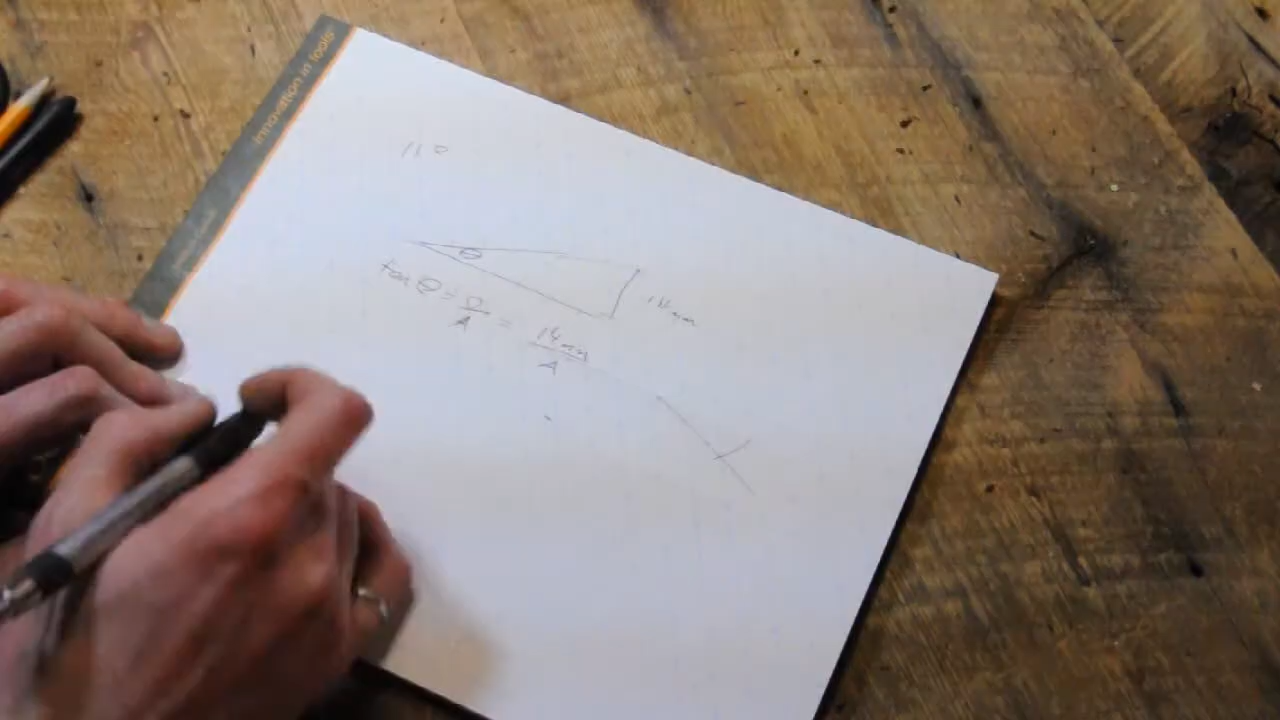 innovation in tools
11°
θ
14mm
tan θ = O/A = 14mm/A